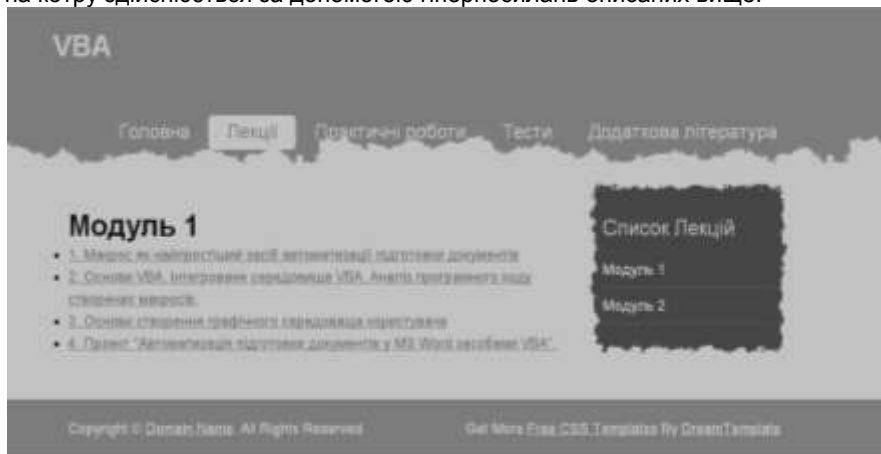 на котру здійснюється за допомогою гіперпосилань описаних вище.
VBA
Головна Лекції Практичні роботи Тести Додаткова література
Модуль 1
1. Макрос як найпростіший засіб автоматизації підготовки документів
2. Основи VBA. Інтегроване середовище VBA. Аналіз програмного коду
створених макросів.
3. Основи створення графічного середовища користувача
4. Проект "Автоматизація підготовки документів у MS Word засобами VBA".
Список Лекцій
Модуль 1
Модуль 2
Copyright © Domain Name. All Rights Reserved
Get More Free CSS Templates By DreamTemplate